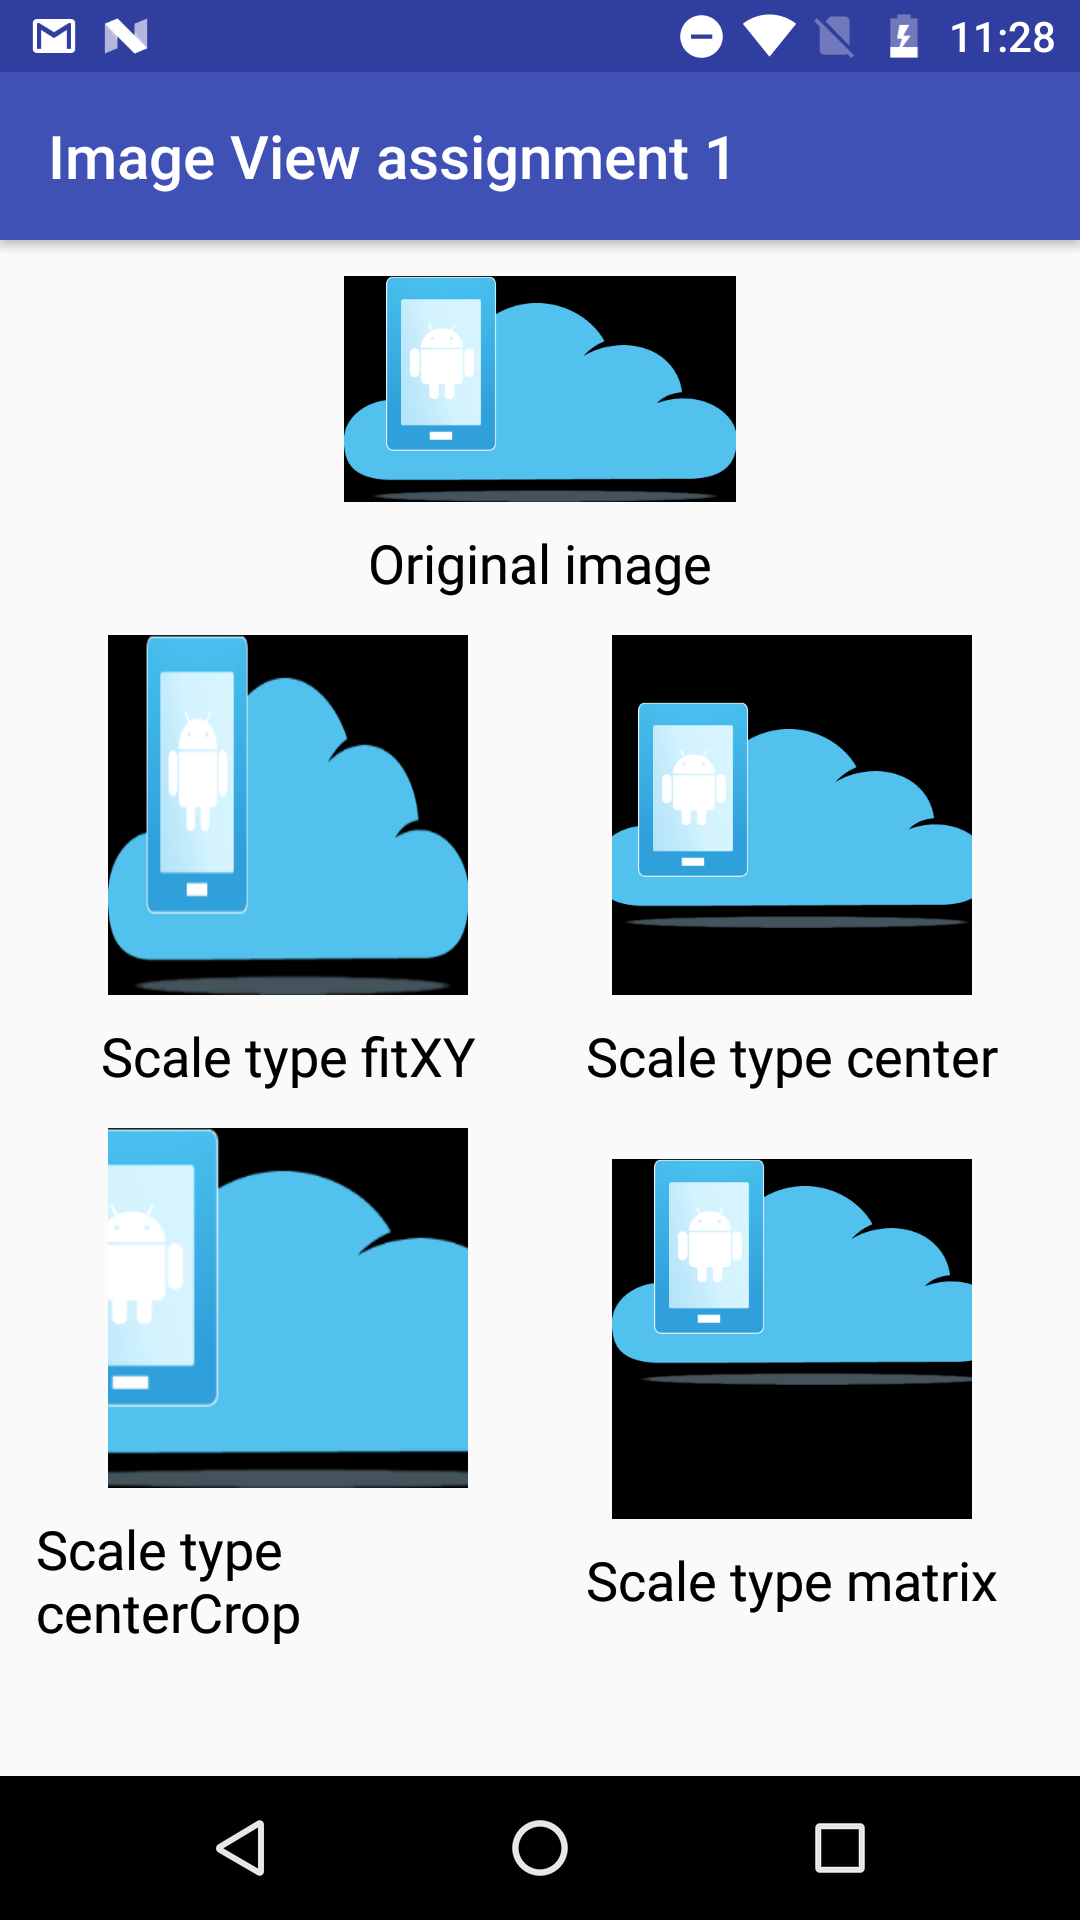 11:28
Image View assignment 1
Original image
Scale type fitXY
Scale type center
Scale type
centerCrop
Scale type matrix